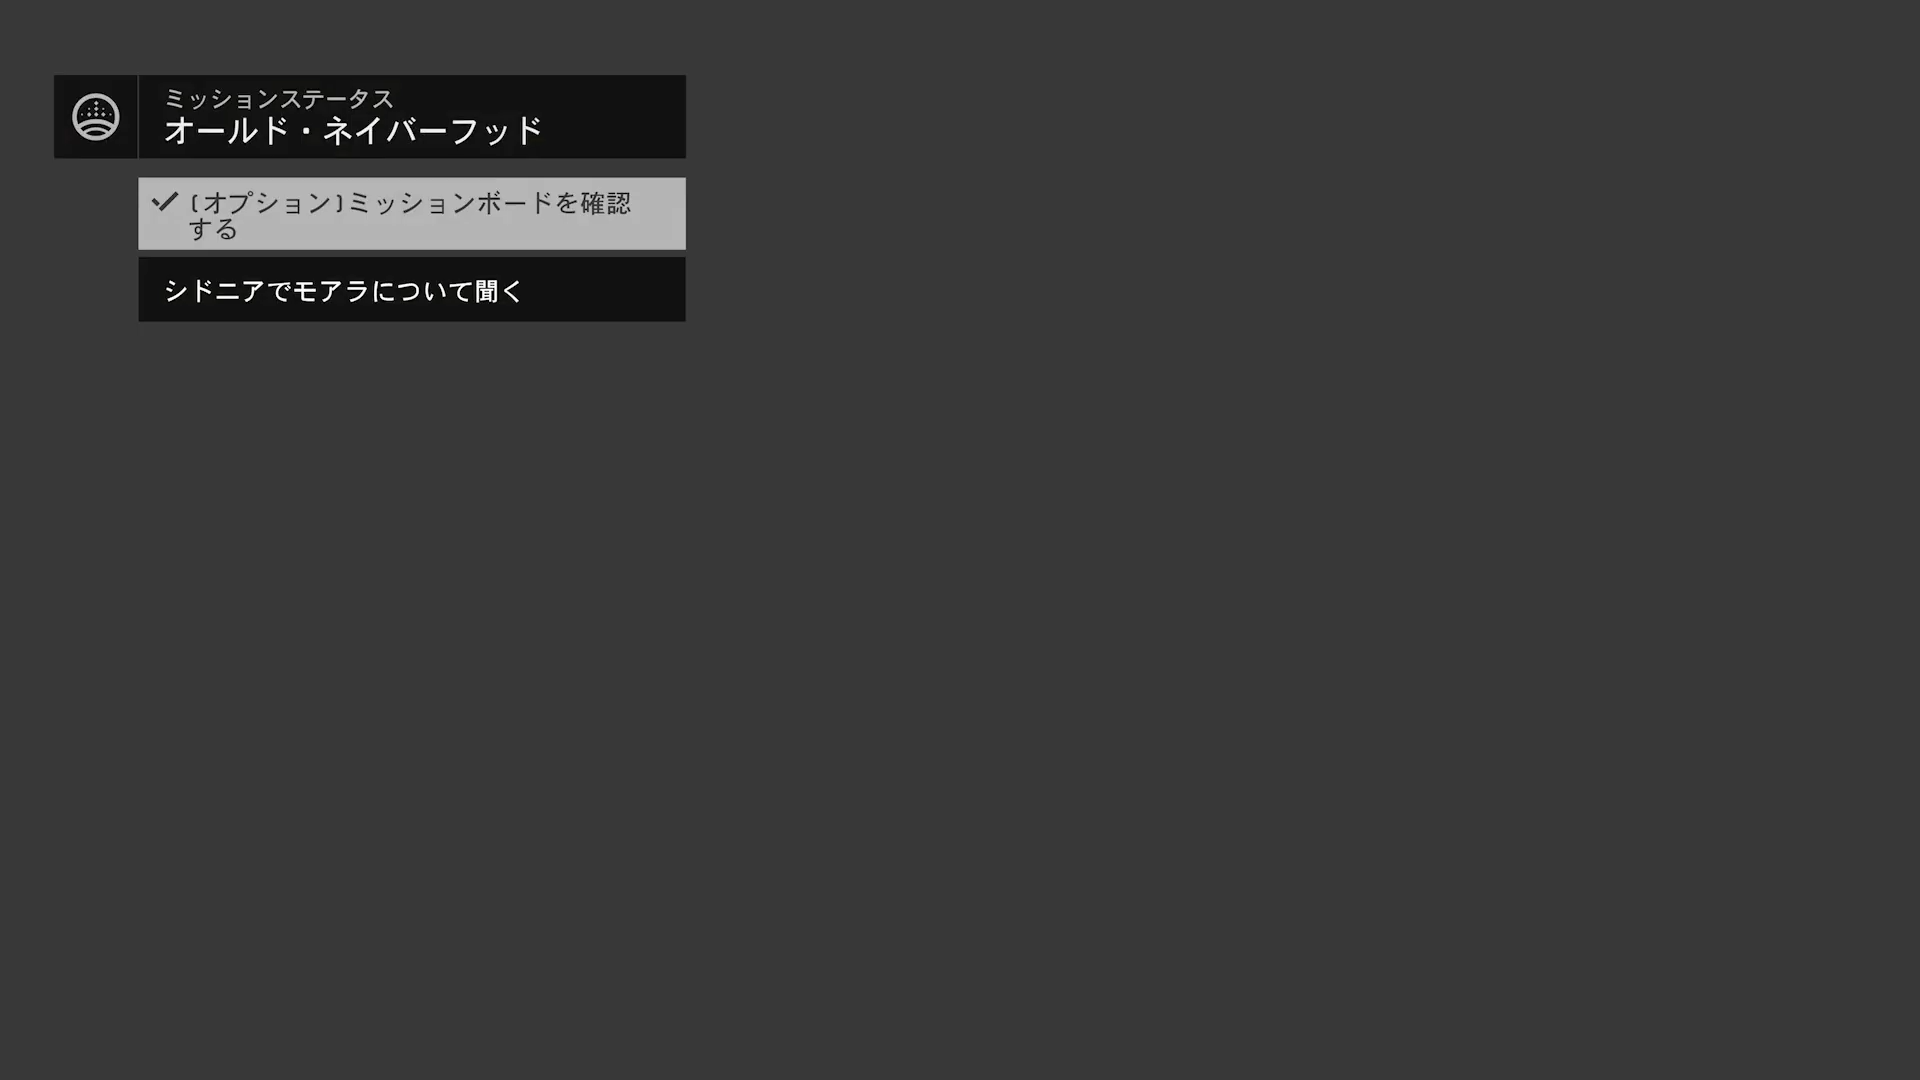 ミッションステータス
オールド・ネイバーフッド
[オプション]ミッションボードを確認
する
シドニアでモアラについて聞く